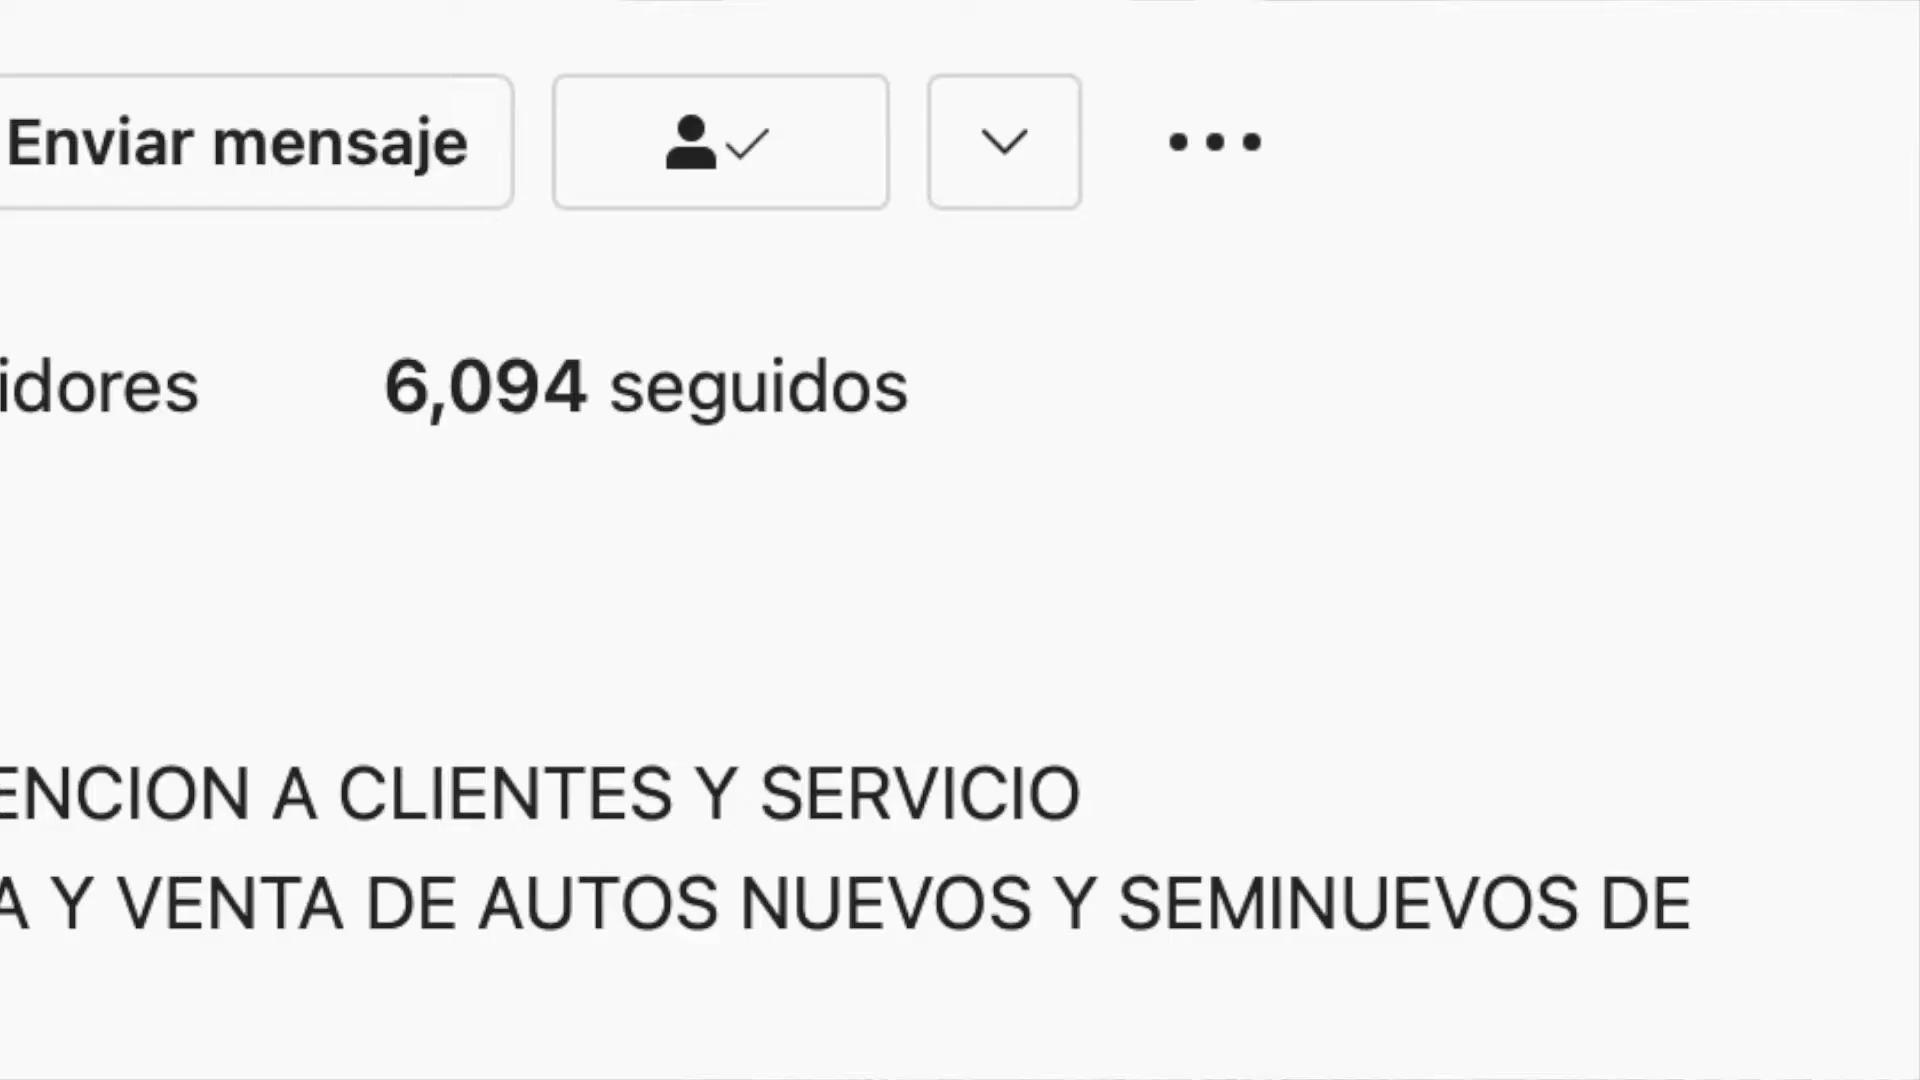 Enviar mensaje
idores 6,094 seguidos
ENCION A CLIENTES Y SERVICIO
A Y VENTA DE AUTOS NUEVOS Y SEMINUEVOS DE